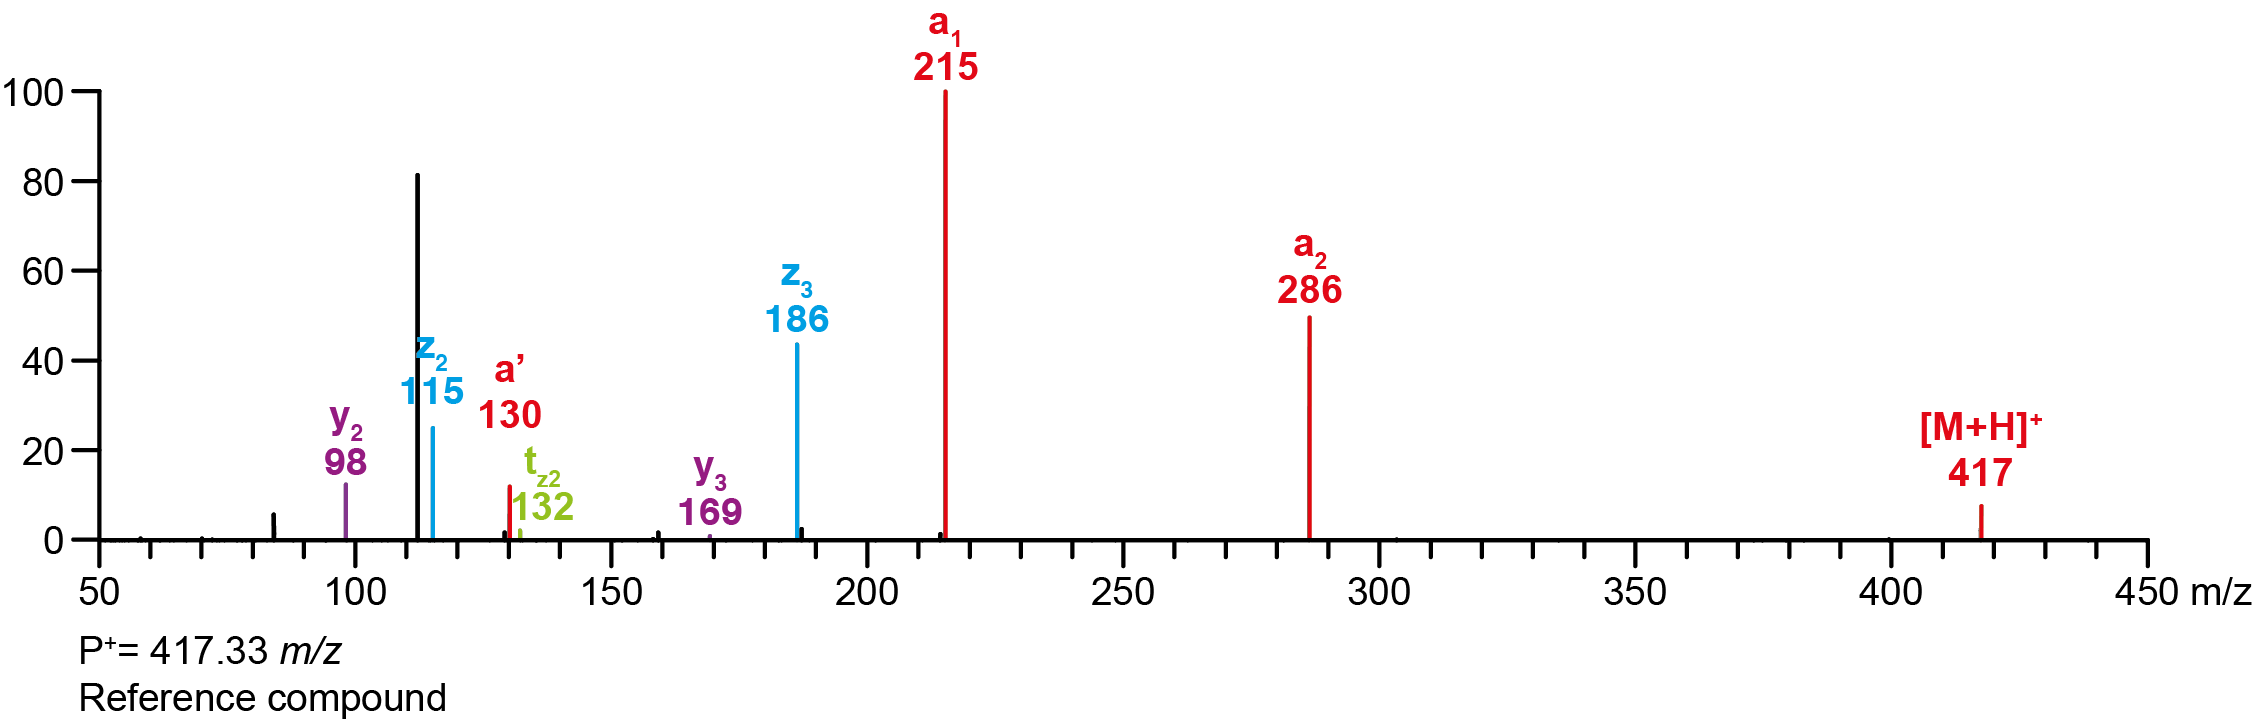 a₁
215
100
80
60
40
20
0
a₂
286
z₃
186
z₂
115
a’
130
y₂
98
t_z2
132
y₃
169
[M+H]⁺
417
50 100 150 200 250 300 350 400 450 m/z
P⁺= 417.33 m/z
Reference compound